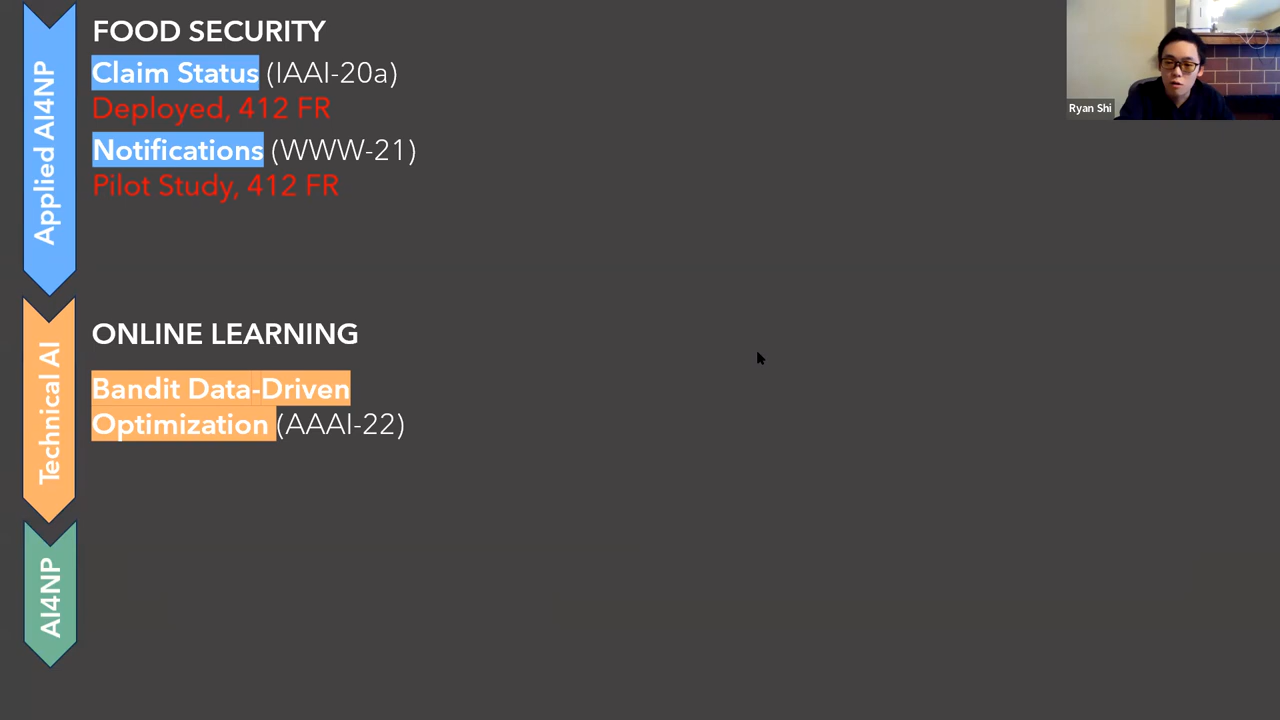 Applied AI4NP
FOOD SECURITY
Claim Status (IAAI-20a)
Deployed, 412 FR
Notifications (WWW-21)
Pilot Study, 412 FR
Technical AI
ONLINE LEARNING
Bandit Data-Driven
Optimization (AAAI-22)
AI4NP
Ryan Shi